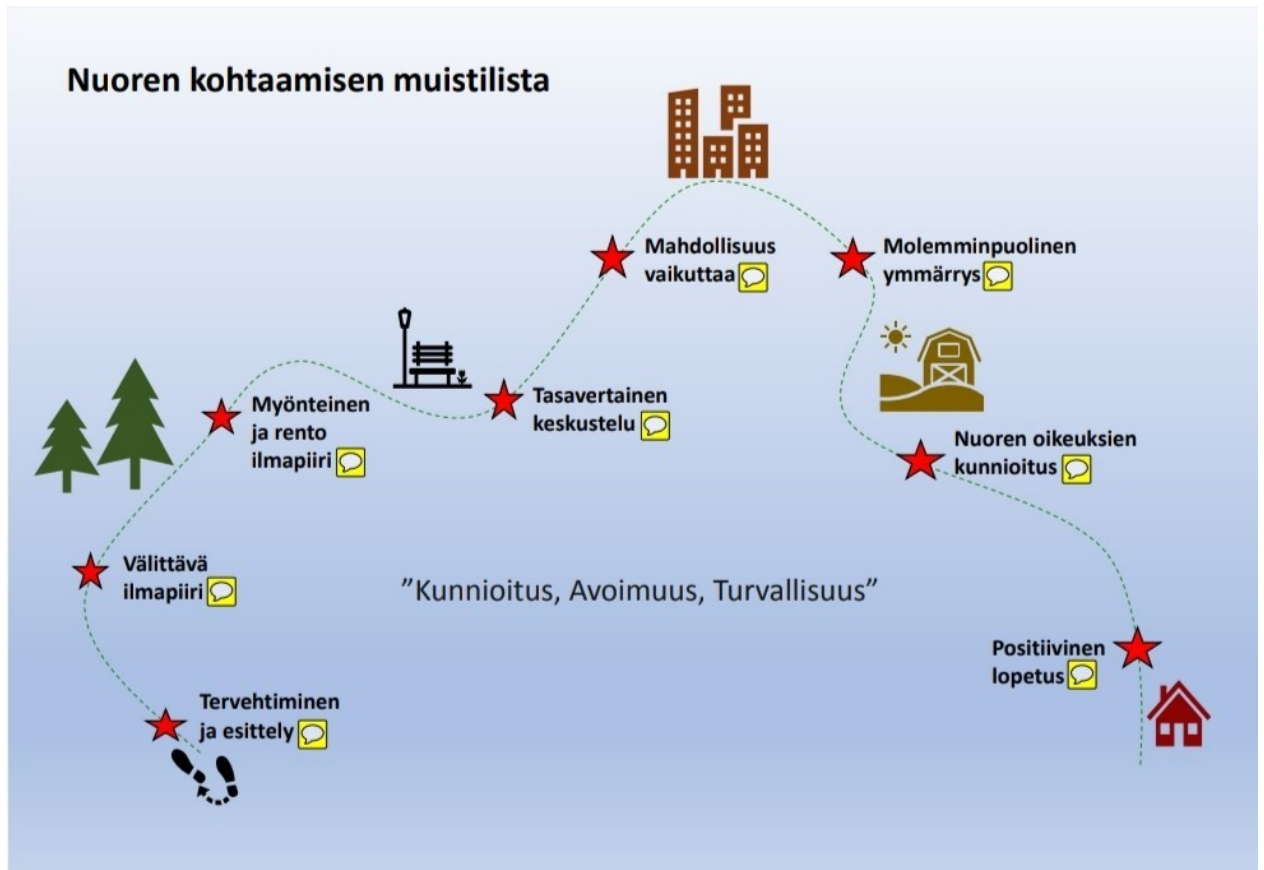 Nuoren kohtaamisen muistilista
Tervehtiminen
ja esittely
Välittävä
ilmapiiri
Myönteinen
ja rento
ilmapiiri
Tasavertainen
keskustelu
Mahdollisuus
vaikuttaa
Molemminpuolinen
ymmärrys
Nuoren oikeuksien
kunnioitus
Positiivinen
lopetus
”Kunnioitus, Avoimuus, Turvallisuus”